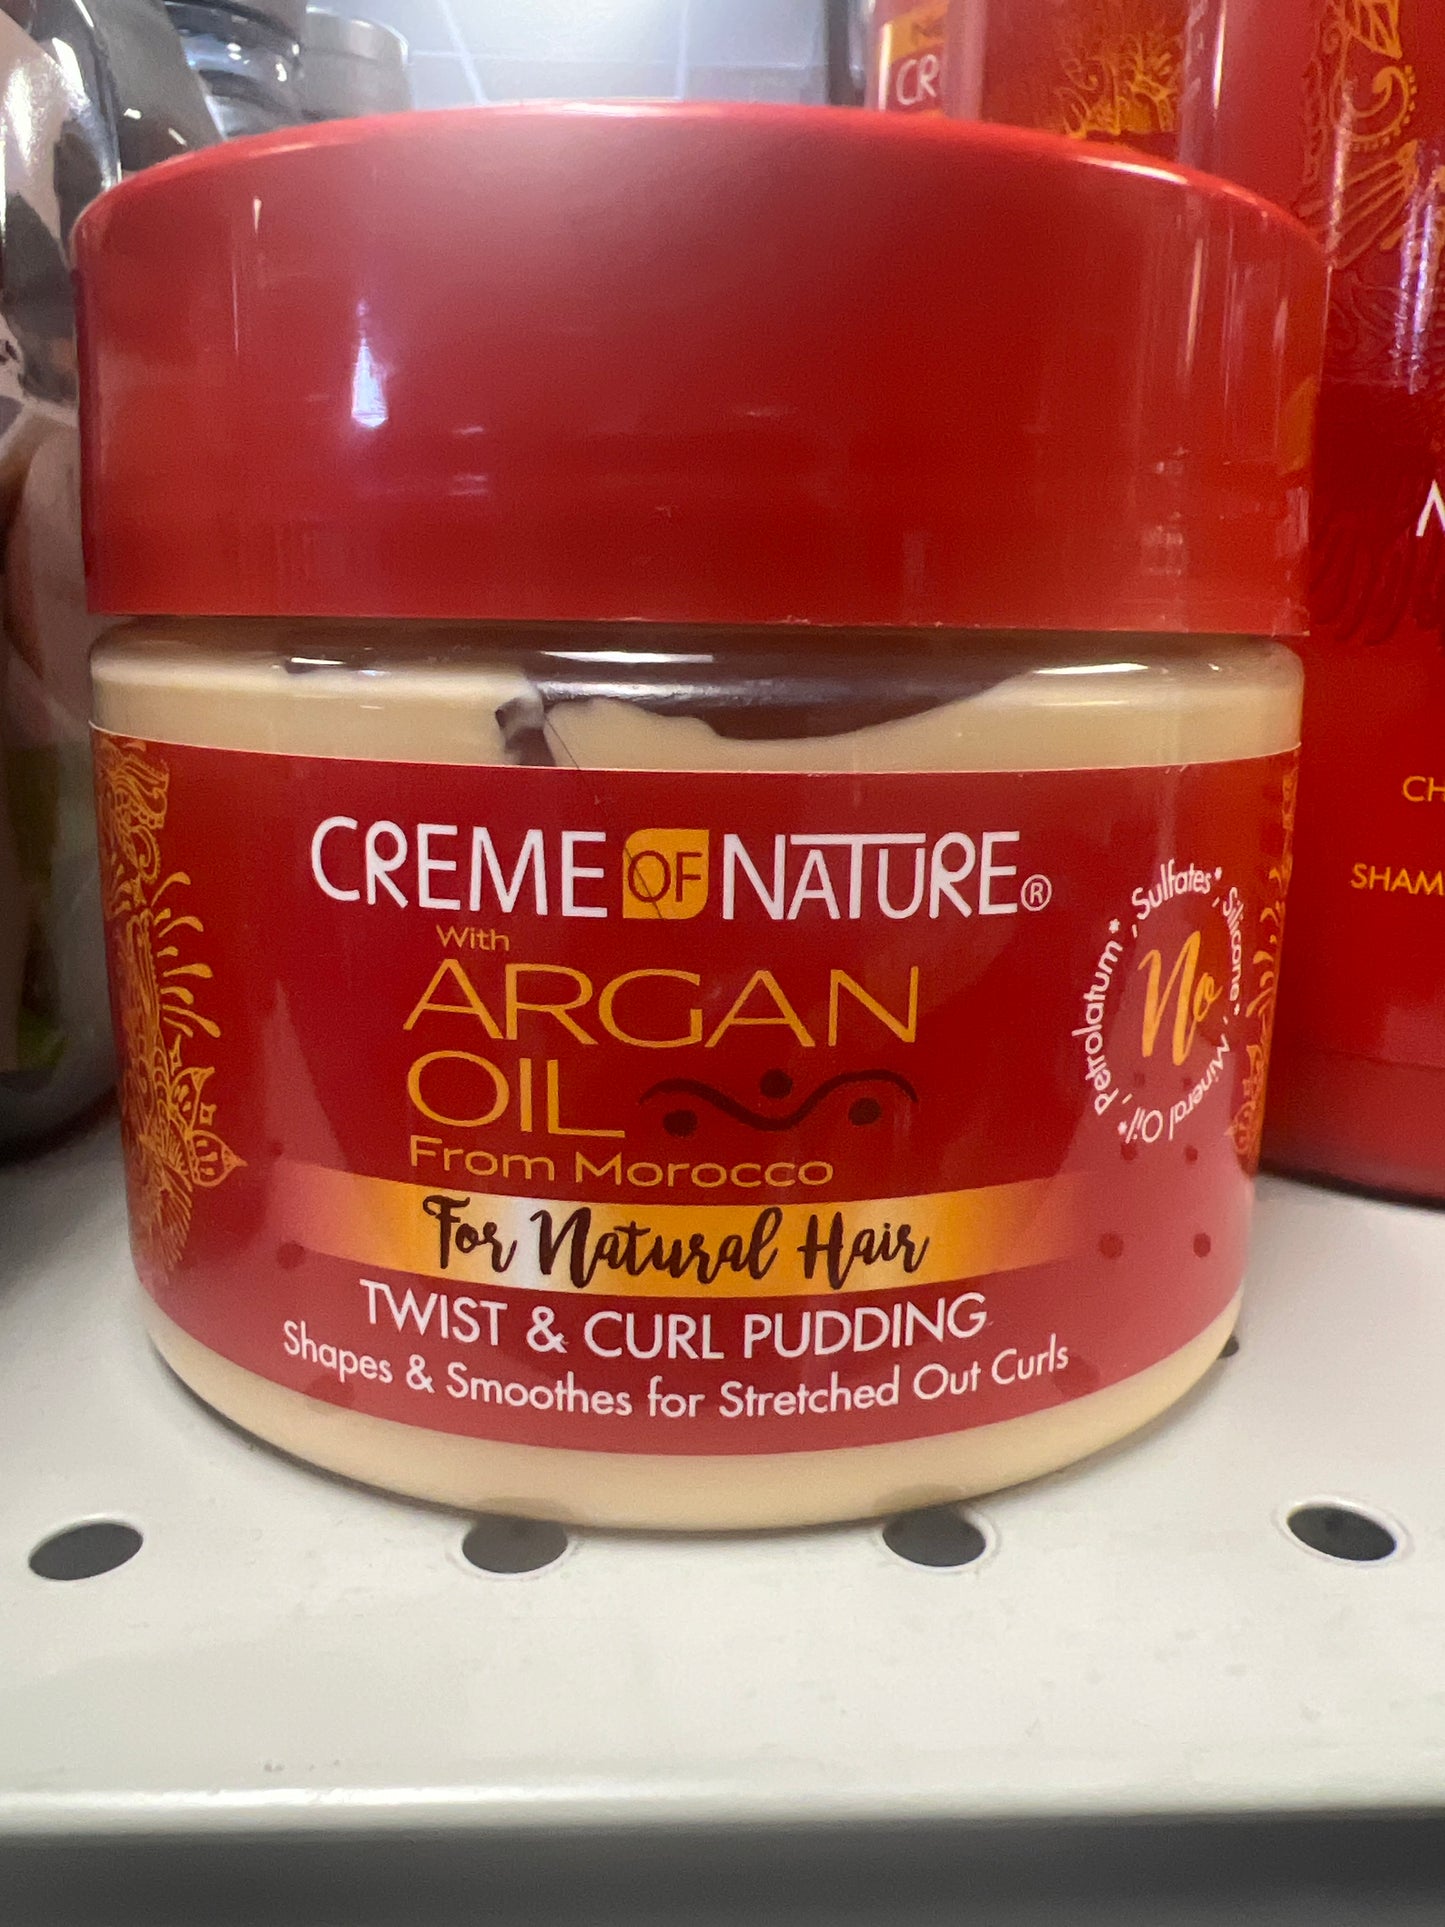 CREME OF NATURE®
With
ARGAN
OIL
From Morocco
For Natural Hair
TWIST & CURL PUDDING
Shapes & Smoothes for Stretched Out Curls
No
Sulfates*, Silicone*, Mineral Oil*, Petrolatum*,
CR
CH
SHAM